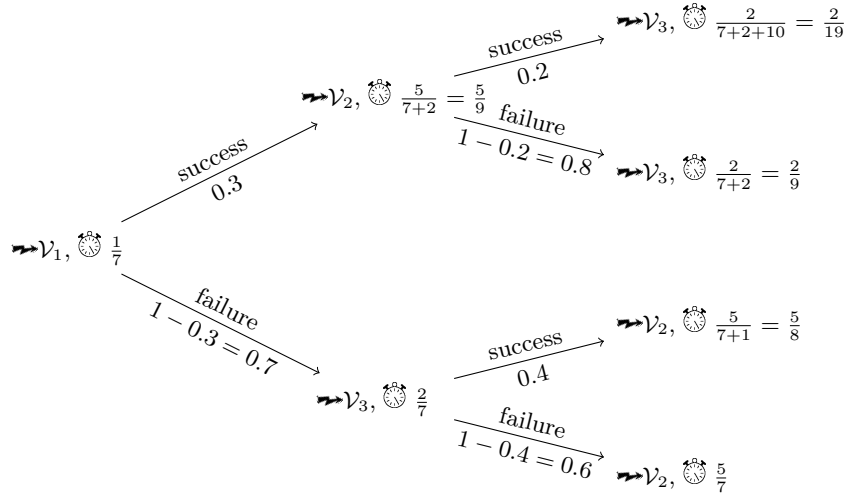 𝒱₃, 2/(7+2+10) = 2/19
success
0.2
𝒱₂, 5/(7+2) = 5/9
failure
1 − 0.2 = 0.8
success
0.3
𝒱₃, 2/(7+2) = 2/9
𝒱₁, 1/7
failure
1 − 0.3 = 0.7
𝒱₂, 5/(7+1) = 5/8
success
0.4
𝒱₃, 2/7
failure
1 − 0.4 = 0.6
𝒱₂, 5/7